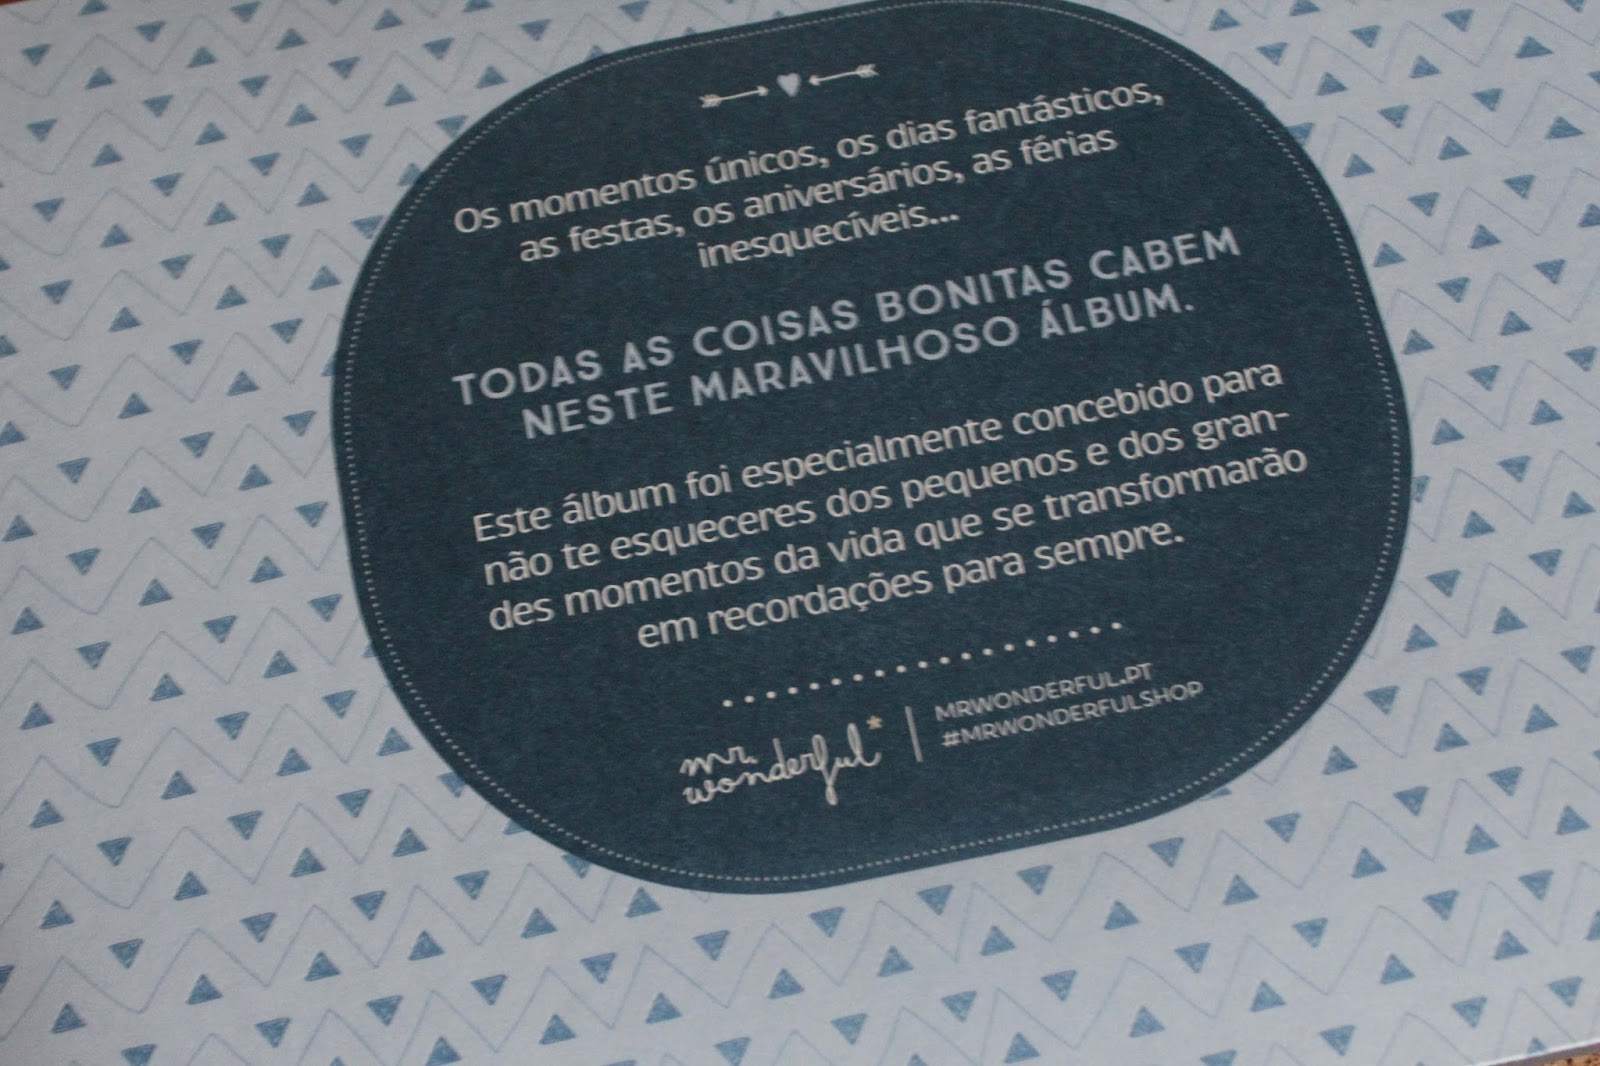 Os momentos únicos, os dias fantásticos,
as festas, os aniversários, as férias
inesquecíveis...
TODAS AS COISAS BONITAS CABEM
NESTE MARAVILHOSO ÁLBUM.
Este álbum foi especialmente concebido para
não te esqueceres dos pequenos e dos gran-
des momentos da vida que se transformarão
em recordações para sempre.
mr.
wonderful*
MRWONDERFUL.PT
#MRWONDERFULSHOP